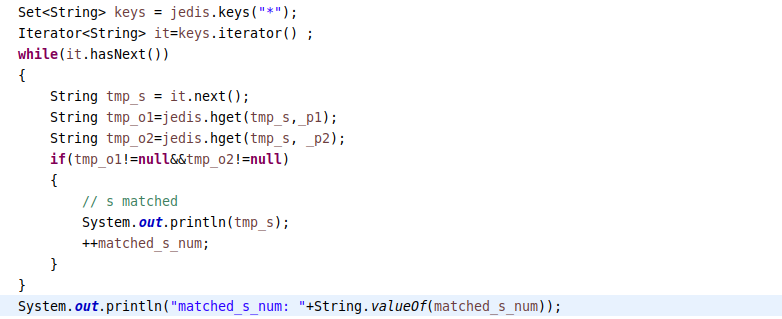 Set<String> keys = jedis.keys("*");
Iterator<String> it=keys.iterator() ;
while(it.hasNext())
{
    String tmp_s = it.next();
    String tmp_o1=jedis.hget(tmp_s,_p1);
    String tmp_o2=jedis.hget(tmp_s, _p2);
    if(tmp_o1!=null&&tmp_o2!=null)
    {
        // s matched
        System.out.println(tmp_s);
        ++matched_s_num;
    }
}
System.out.println("matched_s_num: "+String.valueOf(matched_s_num));